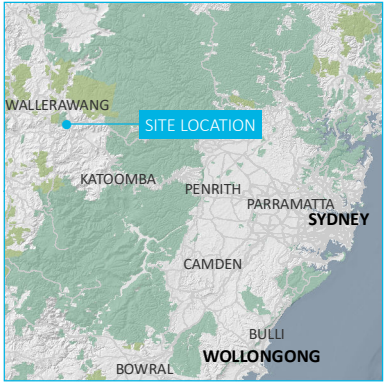 WALLERAWANG
SITE LOCATION
KATOOMBA
PENRITH
PARRAMATTA
SYDNEY
CAMDEN
BULLI
WOLLONGONG
BOWRAL